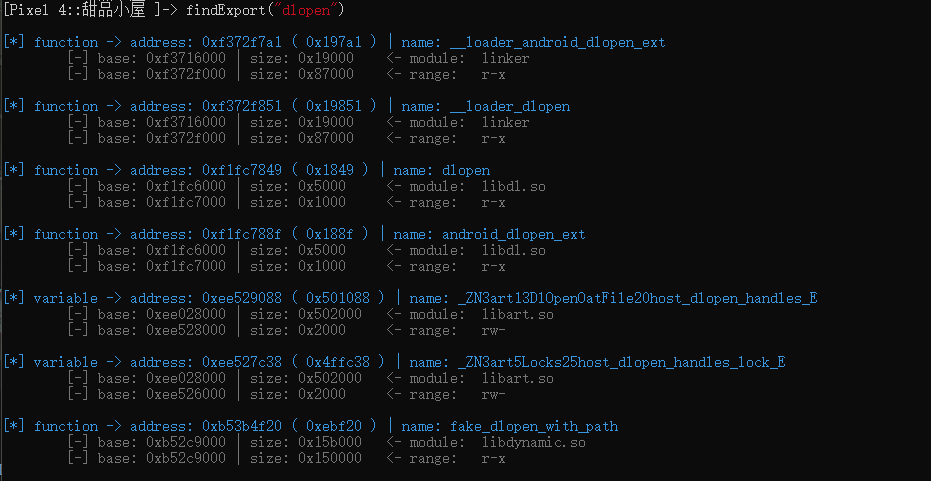 [Pixel 4::甜品小屋 ]-> findExport("dlopen")
[*] function -> address: 0xf372f7a1 ( 0x197a1 ) | name: __loader_android_dlopen_ext
[-] base: 0xf3716000 | size: 0x19000 <- module: linker
[-] base: 0xf372f000 | size: 0x87000 <- range: r-x
[*] function -> address: 0xf372f851 ( 0x19851 ) | name: __loader_dlopen
[-] base: 0xf3716000 | size: 0x19000 <- module: linker
[-] base: 0xf372f000 | size: 0x87000 <- range: r-x
[*] function -> address: 0xf1fc7849 ( 0x1849 ) | name: dlopen
[-] base: 0xf1fc6000 | size: 0x5000 <- module: libdl.so
[-] base: 0xf1fc7000 | size: 0x1000 <- range: r-x
[*] function -> address: 0xf1fc788f ( 0x188f ) | name: android_dlopen_ext
[-] base: 0xf1fc6000 | size: 0x5000 <- module: libdl.so
[-] base: 0xf1fc7000 | size: 0x1000 <- range: r-x
[*] variable -> address: 0xee529088 ( 0x501088 ) | name: _ZN3art13DlOpenOatFile20host_dlopen_handles_E
[-] base: 0xee028000 | size: 0x502000 <- module: libart.so
[-] base: 0xee528000 | size: 0x2000 <- range: rw-
[*] variable -> address: 0xee527c38 ( 0x4ffc38 ) | name: _ZN3art5Locks25host_dlopen_handles_lock_E
[-] base: 0xee028000 | size: 0x502000 <- module: libart.so
[-] base: 0xee526000 | size: 0x2000 <- range: rw-
[*] function -> address: 0xb53b4f20 ( 0xebf20 ) | name: fake_dlopen_with_path
[-] base: 0xb52c9000 | size: 0x15b000 <- module: libdynamic.so
[-] base: 0xb52c9000 | size: 0x150000 <- range: r-x